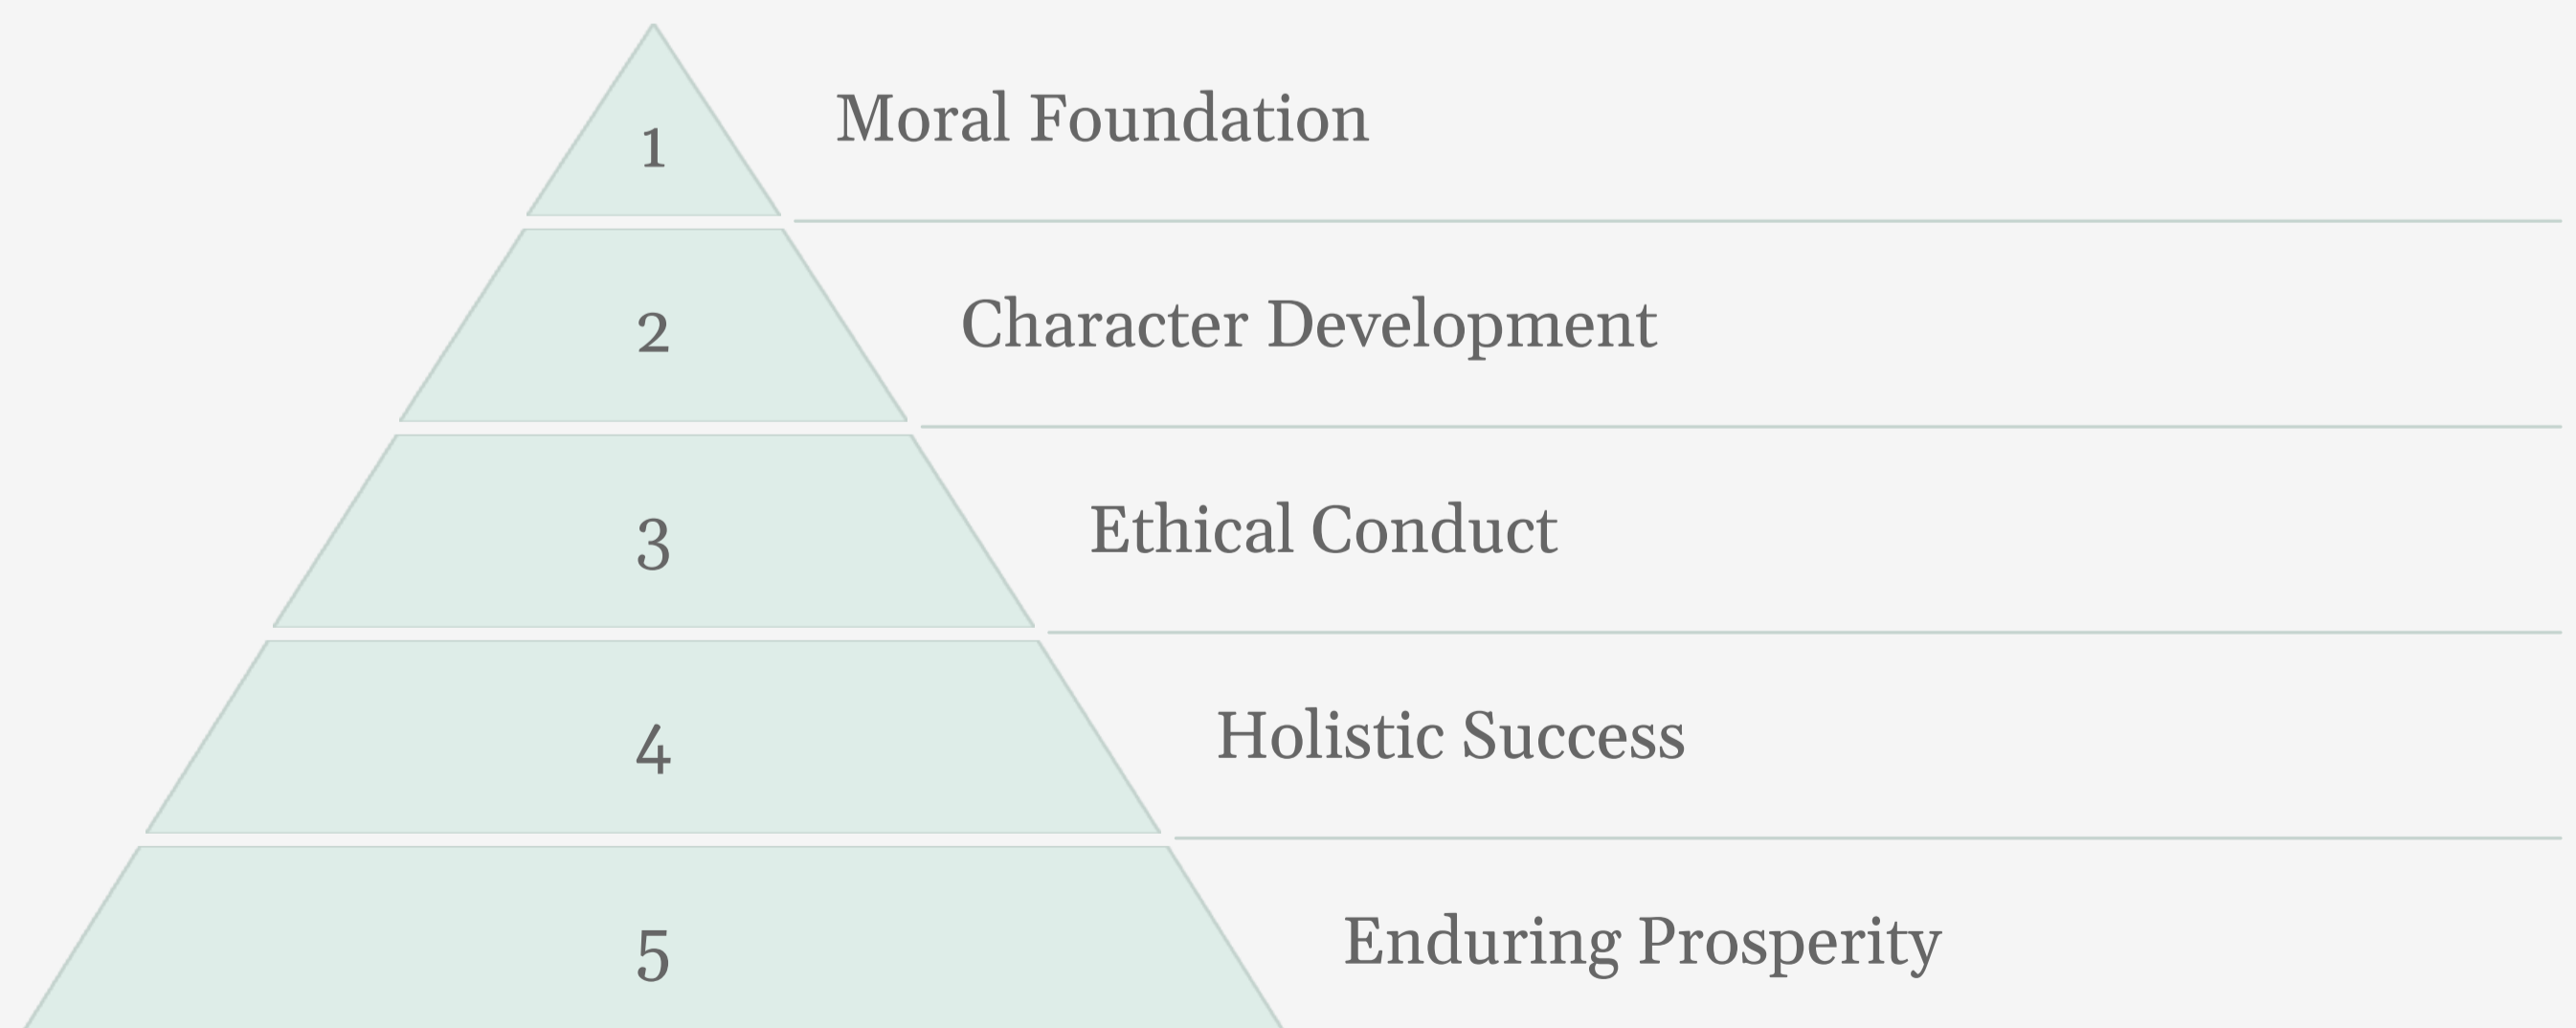 1
Moral Foundation
2
Character Development
3
Ethical Conduct
4
Holistic Success
5
Enduring Prosperity